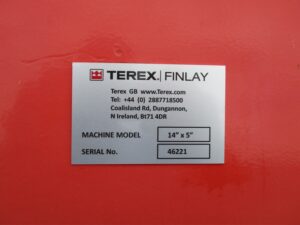 TEREX. | FINLAY
Terex GB www.Terex.com
Tel: +44 (0) 2887718500
Coalisland Rd, Dungannon,
N Ireland, Bt71 4DR
MACHINE MODEL 14" x 5"
SERIAL No. 46221